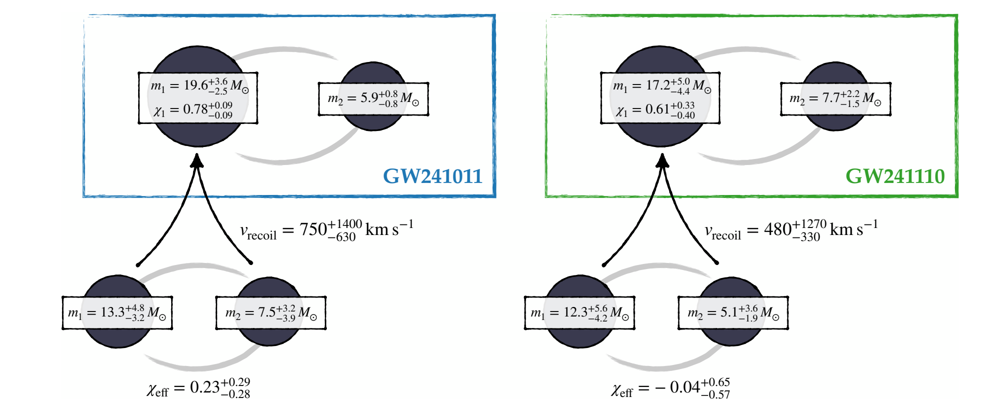 m₁ = 19.6₋₂.₅⁺³·⁶ M☉
χ₁ = 0.78₋₀.₀₉⁺⁰·⁰⁹
m₂ = 5.9₋₀.₈⁺⁰·⁸ M☉
GW241011
v_recoil = 750₋₆₃₀⁺¹⁴⁰⁰ km s⁻¹
m₁ = 13.3₋₃.₂⁺⁴·⁸ M☉
m₂ = 7.5₋₃.₉⁺³·² M☉
χ_eff = 0.23₋₀.₂₈⁺⁰·²⁹
m₁ = 17.2₋₄.₄⁺⁵·⁰ M☉
χ₁ = 0.61₋₀.₄₀⁺⁰·³³
m₂ = 7.7₋₁.₅⁺²·² M☉
GW241110
v_recoil = 480₋₃₃₀⁺¹²⁷⁰ km s⁻¹
m₁ = 12.3₋₄.₂⁺⁵·⁶ M☉
m₂ = 5.1₋₁.₉⁺³·⁶ M☉
χ_eff = − 0.04₋₀.₅₇⁺⁰·⁶⁵